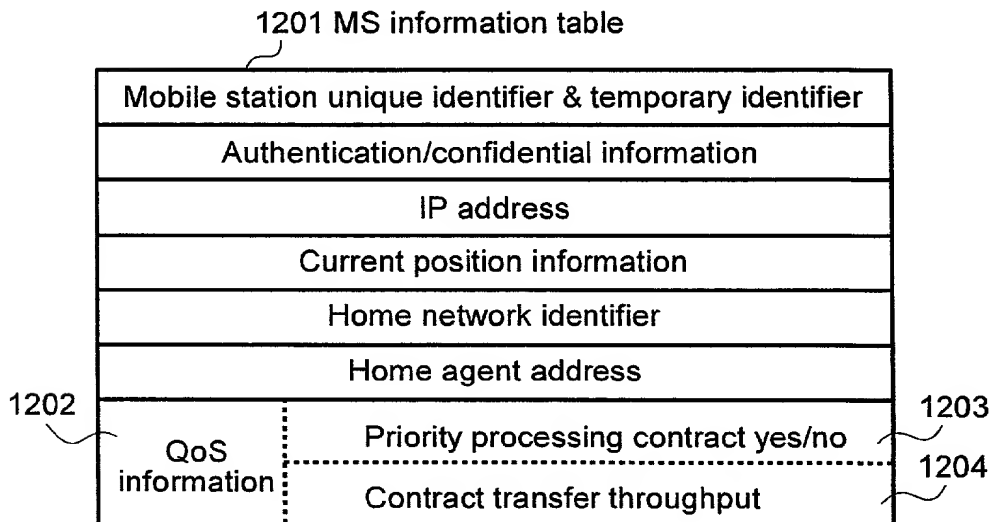 1201 MS information table
Mobile station unique identifier & temporary identifier
Authentication/confidential information
IP address
Current position information
Home network identifier
Home agent address
1202
QoS
information
Priority processing contract yes/no
1203
Contract transfer throughput
1204